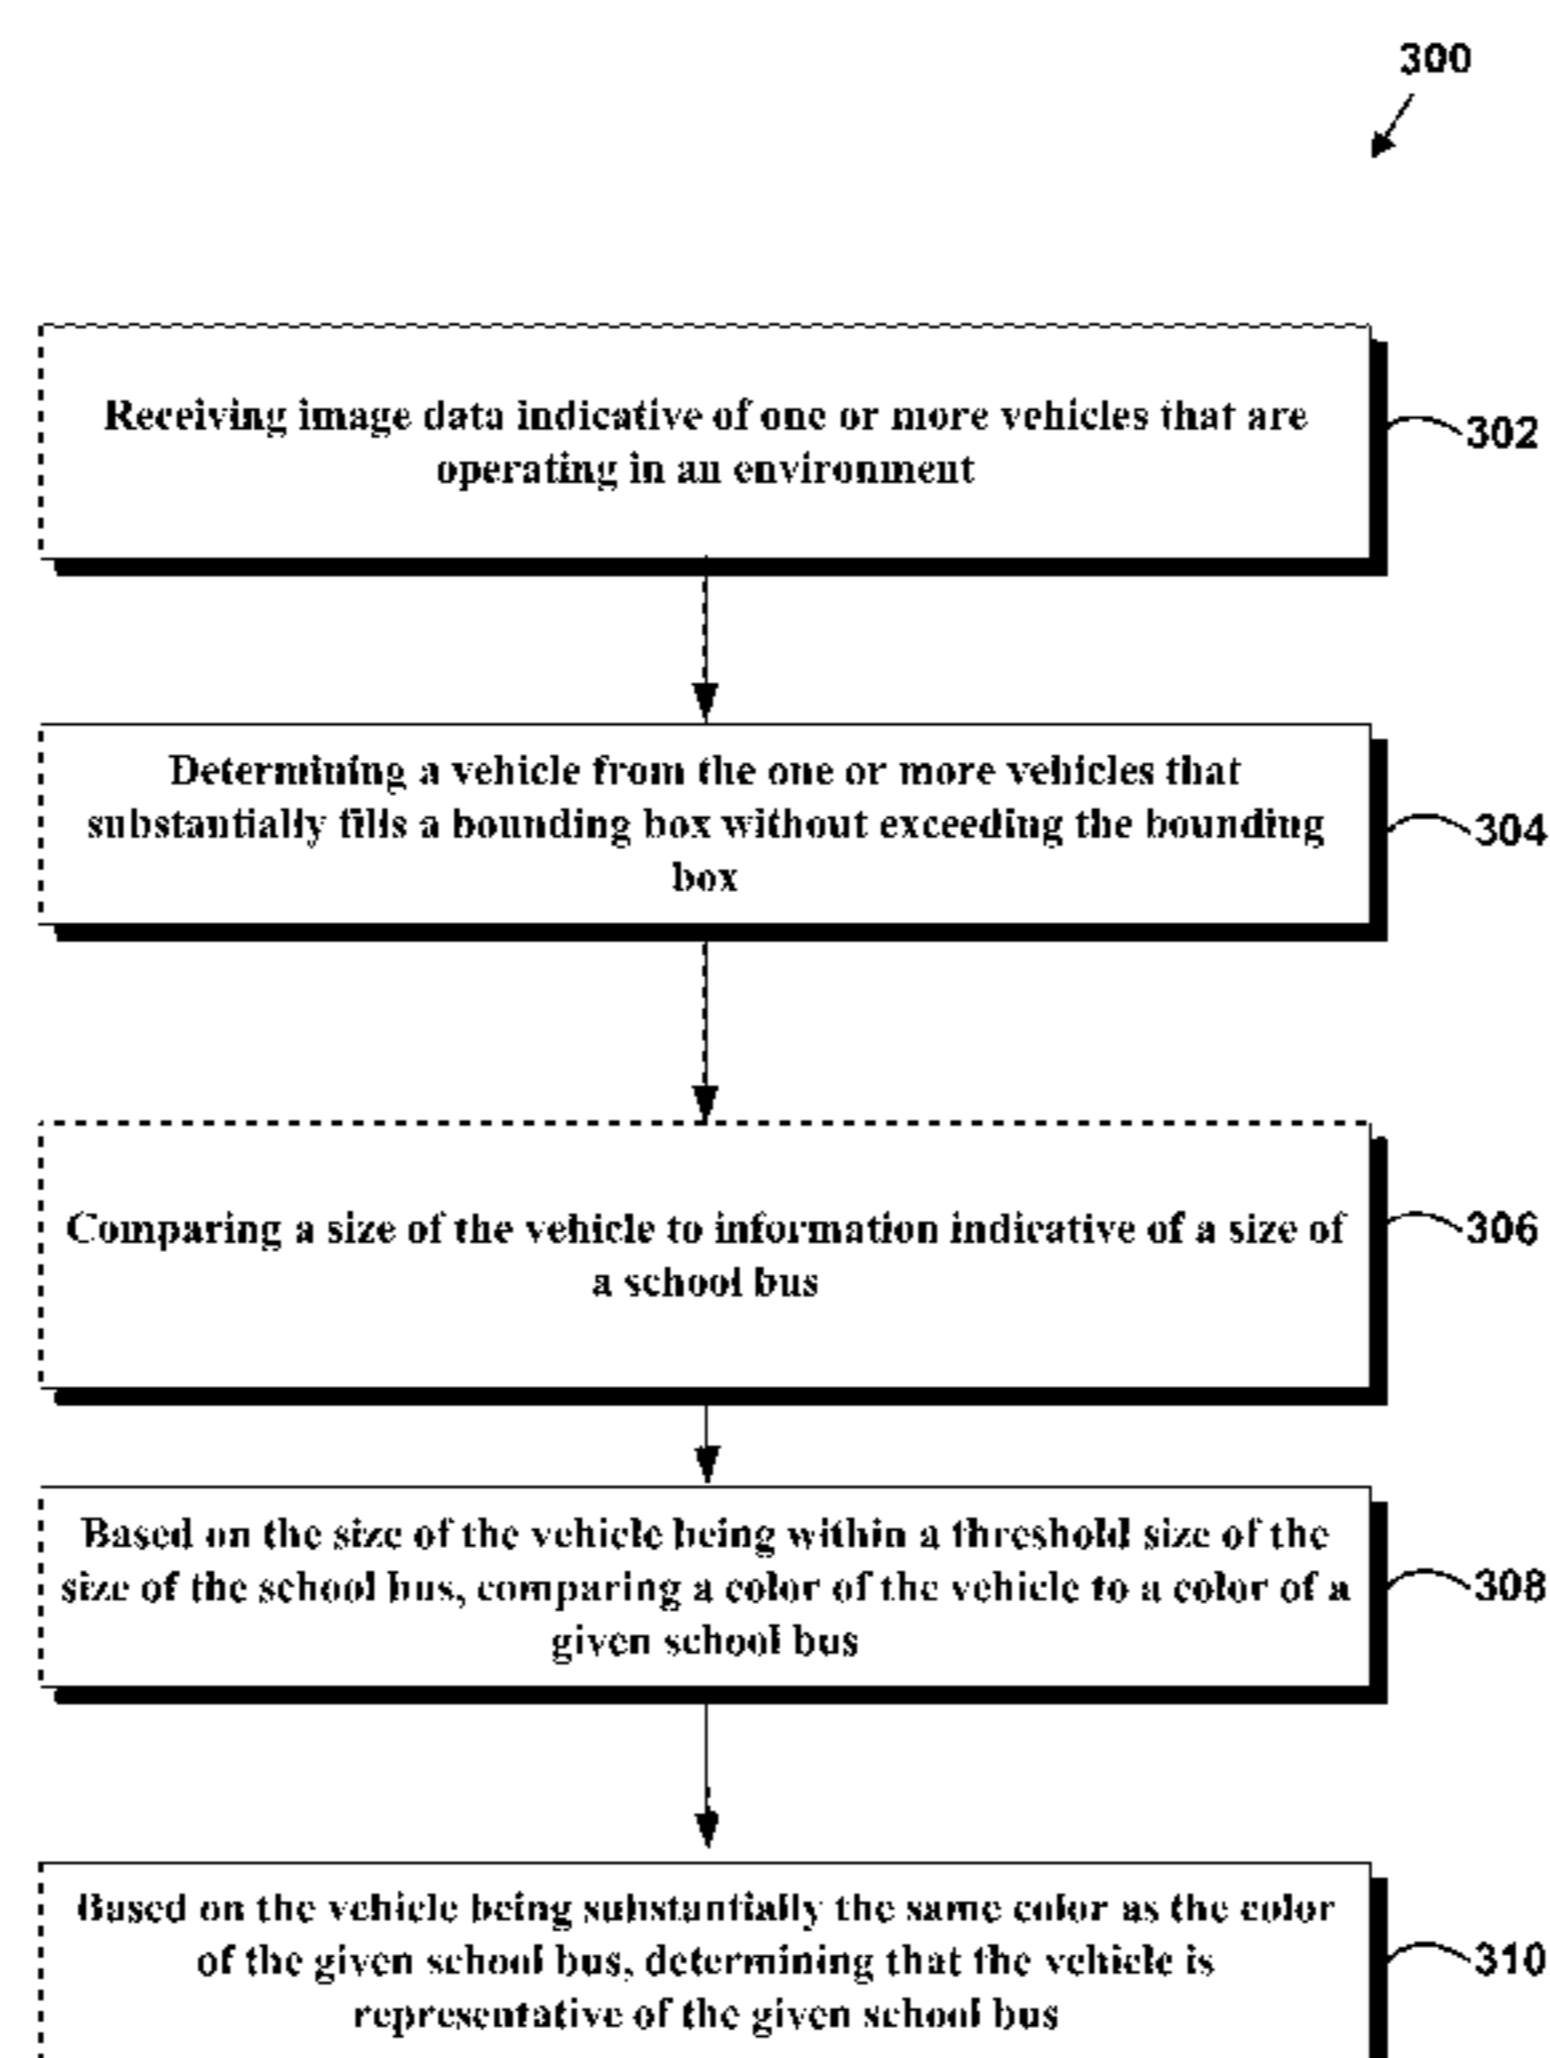 300
Receiving image data indicative of one or more vehicles that are
operating in an environment
302
Determining a vehicle from the one or more vehicles that
substantially fills a bounding box without exceeding the bounding
box
304
Comparing a size of the vehicle to information indicative of a size of
a school bus
306
Based on the size of the vehicle being within a threshold size of the
size of the school bus, comparing a color of the vehicle to a color of a
given school bus
308
Based on the vehicle being substantially the same color as the color
of the given school bus, determining that the vehicle is
representative of the given school bus
310